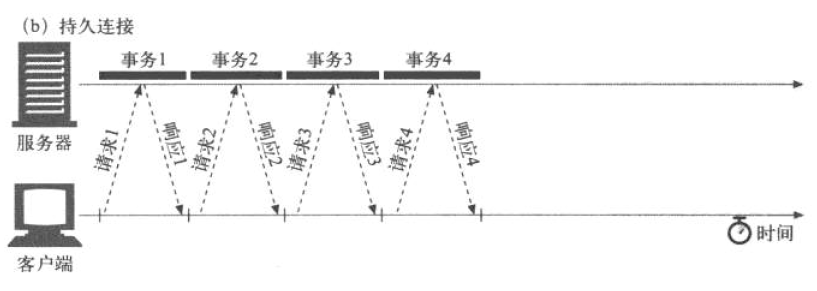 （b）持久连接
事务1 事务2 事务3 事务4
服务器
请求1 响应1 请求2 响应2 请求3 响应3 请求4 响应4
时间
客户端